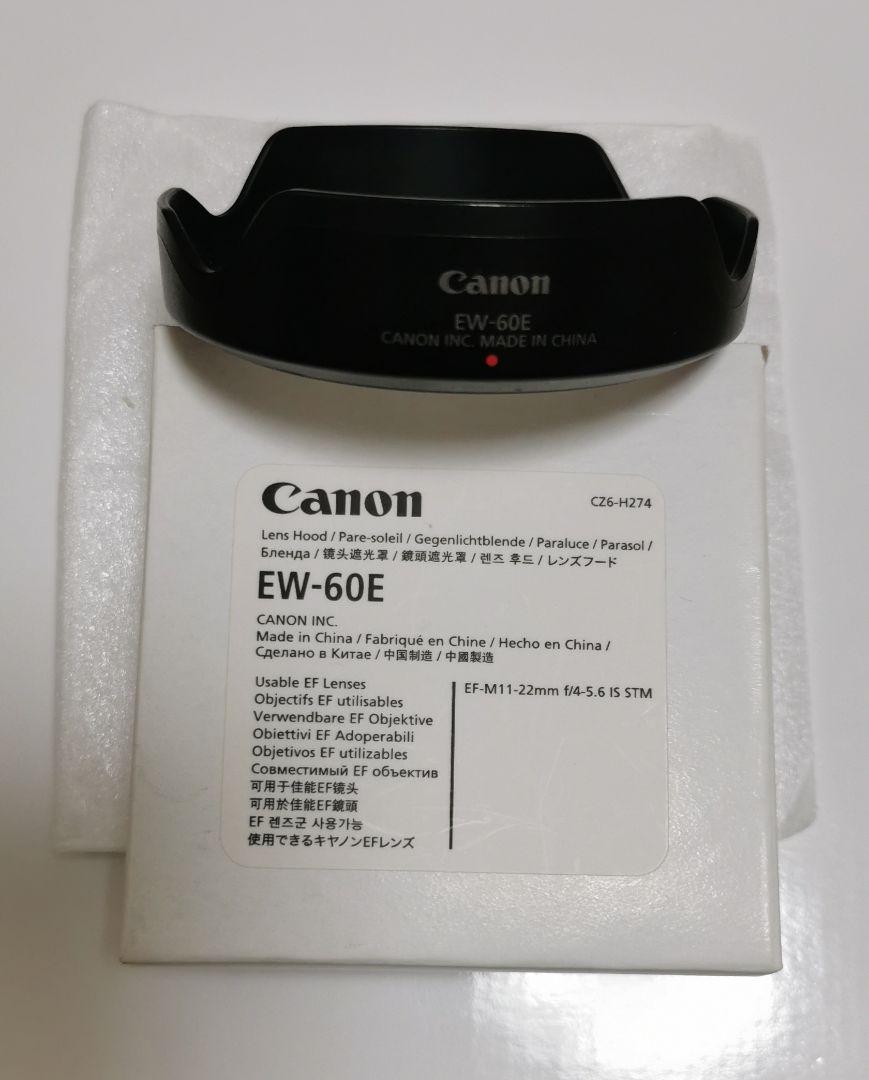 Canon
EW-60E
CANON INC. MADE IN CHINA
Canon
CZ6-H274
Lens Hood / Pare-soleil / Gegenlichtblende / Paraluce / Parasol /
Бленда / 镜头遮光罩 / 鏡頭遮光罩 / 렌즈 후드 / レンズフード
EW-60E
CANON INC.
Made in China / Fabriqué en Chine / Hecho en China /
Сделано в Китае / 中国制造 / 中國製造
Usable EF Lenses
Objectifs EF utilisables
Verwendbare EF Objektive
Obiettivi EF Adoperabili
Objetivos EF utilizables
Совместимый EF объектив
可用于佳能EF镜头
可用於佳能EF鏡頭
EF 렌즈군 사용가능
使用できるキヤノンEFレンズ
EF-M11-22mm f/4-5.6 IS STM